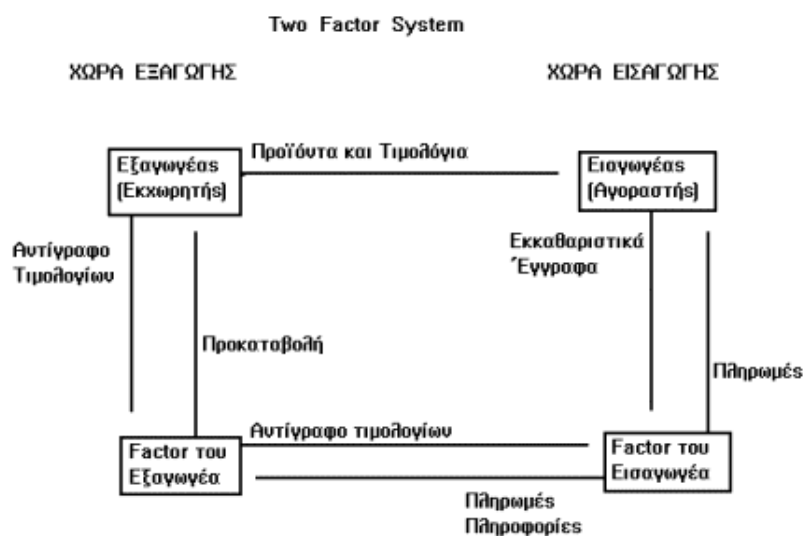 Two Factor System
ΧΩΡΑ ΕΞΑΓΩΓΗΣ
ΧΩΡΑ ΕΙΣΑΓΩΓΗΣ
Εξαγωγέας
(Εκχωρητής)
Προϊόντα και Τιμολόγια
Ειαγωγέας
(Αγοραστής)
Αντίγραφο
Τιμολογίων
Εκκαθαριστικά
Έγγραφα
Προκαταβολή
Πληρωμές
Factor του
Εξαγωγέα
Αντίγραφο τιμολογίων
Factor του
Εισαγωγέα
Πληρωμές
Πληροφορίες